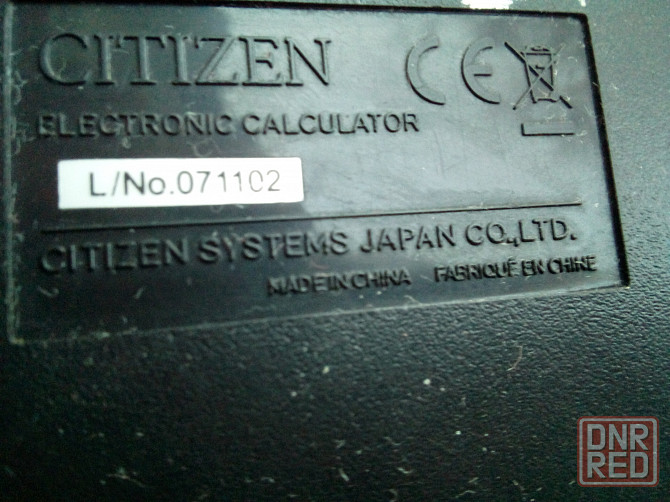 CITIZEN CE
ELECTRONIC CALCULATOR
L/No.071102
CITIZEN SYSTEMS JAPAN CO.,LTD.
MADE IN CHINA FABRIQUÉ EN CHINE
DNR
RED